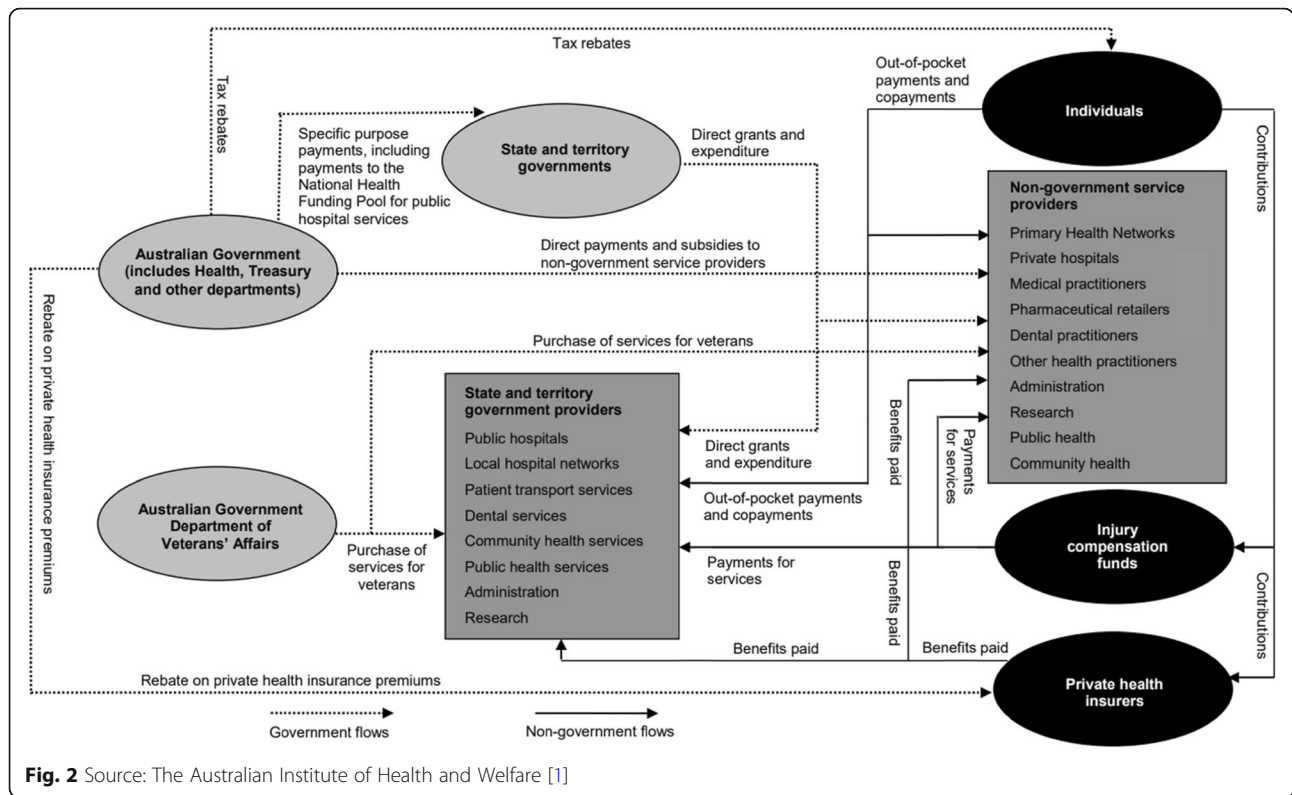 Tax rebates
Tax rebates
Out-of-pocket
payments and
copayments
Individuals
Contributions
Specific purpose
payments, including
payments to the
National Health
Funding Pool for public
hospital services
State and territory
governments
Direct grants and
expenditure
Non-government service
providers
Primary Health Networks
Private hospitals
Medical practitioners
Pharmaceutical retailers
Dental practitioners
Other health practitioners
Administration
Research
Public health
Community health
Australian Government
(includes Health, Treasury
and other departments)
Direct payments and subsidies to
non-government service providers
Rebate on private health insurance premiums
Purchase of services for veterans
State and territory
government providers
Public hospitals
Local hospital networks
Patient transport services
Dental services
Community health services
Public health services
Administration
Research
Direct grants
and expenditure
Benefits paid
Payments
for services
Out-of-pocket payments
and copayments
Australian Government
Department of
Veterans' Affairs
Purchase of
services for
veterans
Payments for
services
Benefits paid
Injury
compensation
funds
Contributions
Benefits paid
Benefits paid
Rebate on private health insurance premiums
Private health
insurers
Government flows
Non-government flows
Fig. 2 Source: The Australian Institute of Health and Welfare [1]